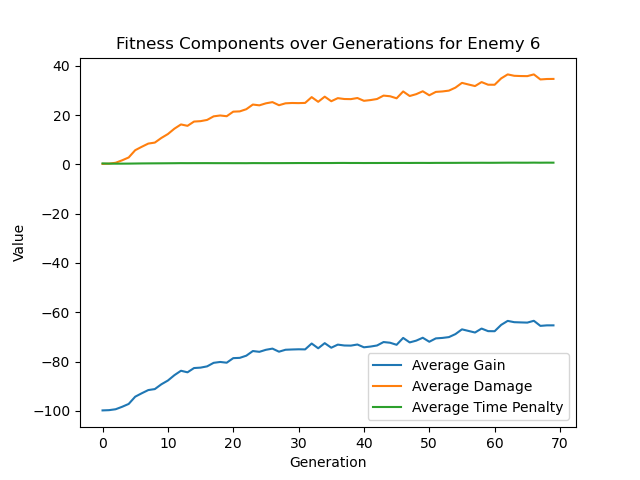 Fitness Components over Generations for Enemy 6
40
20
0
−20
−40
−60
−80
−100
Value
0 10 20 30 40 50 60 70
Generation
Average Gain
Average Damage
Average Time Penalty